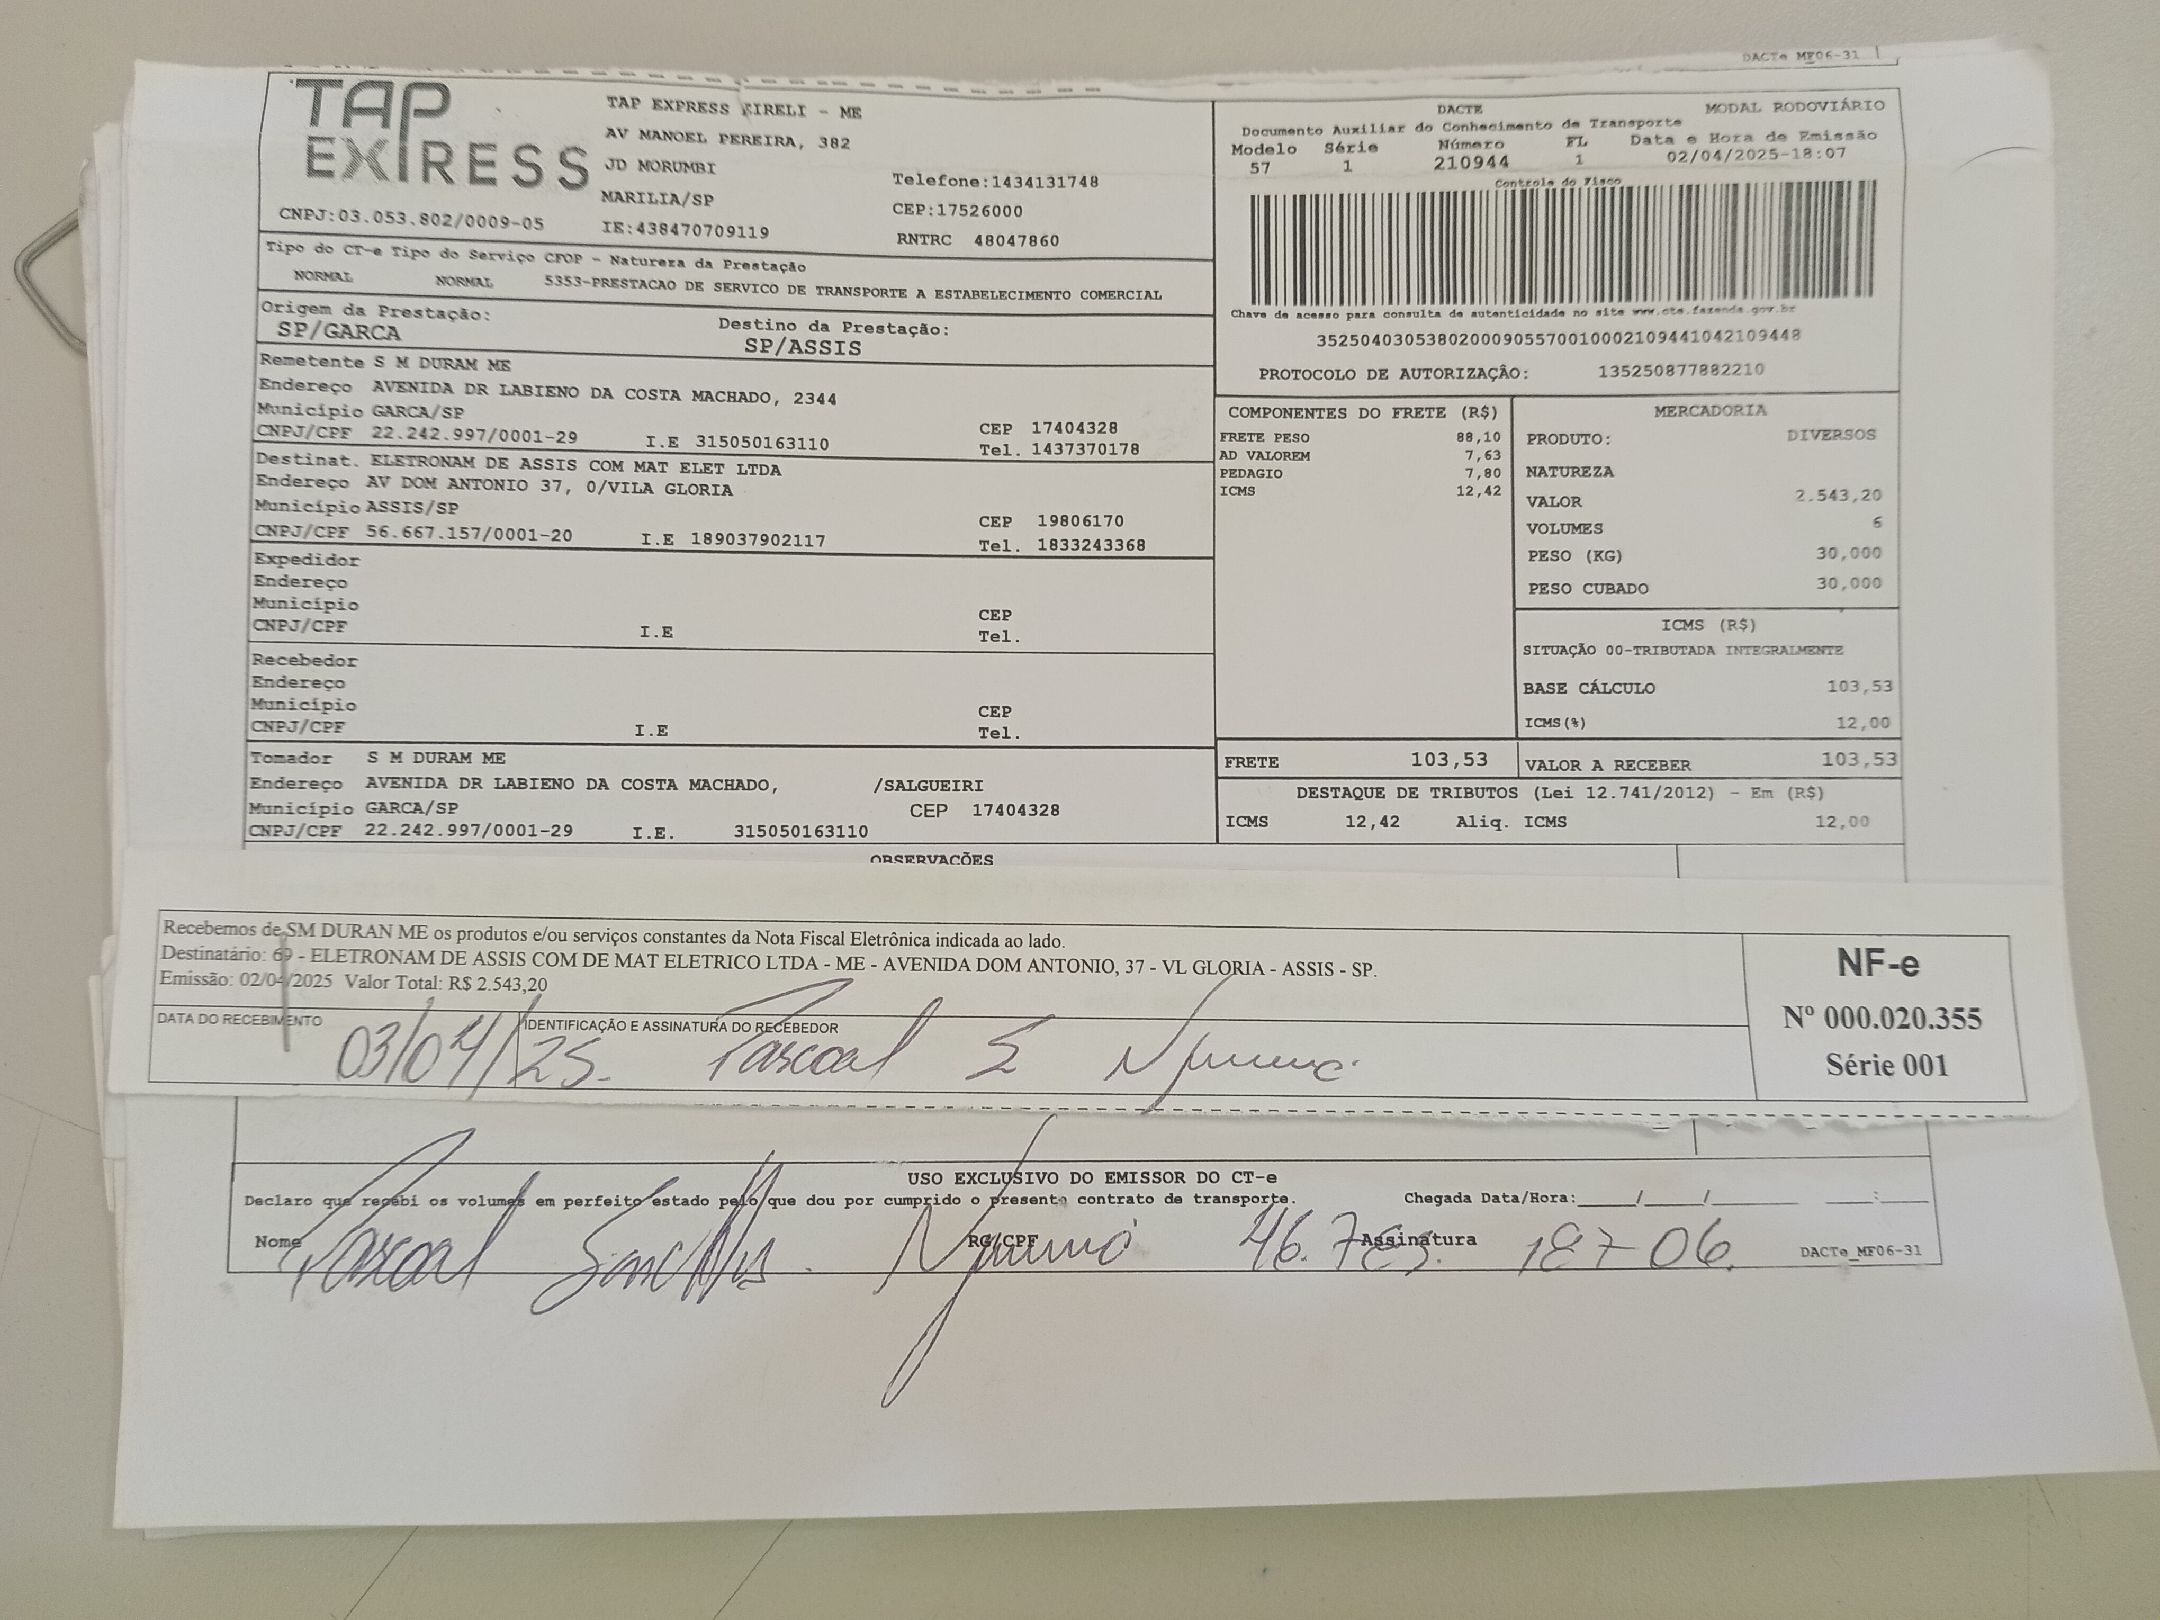 DACTe MF06-31
TAP EXPRESS
TAP EXPRESS EIRELI - ME
AV MANOEL PEREIRA, 382
JD MORUMBI
MARILIA/SP
Telefone:1434131748
CEP:17526000
CNPJ:03.053.802/0009-05
IE:438470709119
RNTRC 48047860
DACTE MODAL RODOVIÁRIO
Documento Auxiliar do Conhecimento de Transporte
Modelo Série Número FL Data e Hora de Emissão
57 1 210944 1 02/04/2025-18:07
Controle do Fisco
Chave de acesso para consulta de autenticidade no site www.cte.fazenda.gov.br
35250403053802000905570010002109441042109448
PROTOCOLO DE AUTORIZAÇÃO: 135250877882210
Tipo do CT-e Tipo do Serviço CFOP - Natureza da Prestação
NORMAL NORMAL 5353-PRESTACAO DE SERVICO DE TRANSPORTE A ESTABELECIMENTO COMERCIAL
Origem da Prestação: Destino da Prestação:
SP/GARCA SP/ASSIS
Remetente S M DURAM ME
Endereço AVENIDA DR LABIENO DA COSTA MACHADO, 2344
Município GARCA/SP CEP 17404328
CNPJ/CPF 22.242.997/0001-29 I.E 315050163110 Tel. 1437370178
Destinat. ELETRONAM DE ASSIS COM MAT ELET LTDA
Endereço AV DOM ANTONIO 37, 0/VILA GLORIA
Município ASSIS/SP CEP 19806170
CNPJ/CPF 56.667.157/0001-20 I.E 189037902117 Tel. 1833243368
Expedidor
Endereço
Município CEP
CNPJ/CPF I.E Tel.
Recebedor
Endereço
Município CEP
CNPJ/CPF I.E Tel.
Tomador S M DURAM ME
Endereço AVENIDA DR LABIENO DA COSTA MACHADO, /SALGUEIRI
Município GARCA/SP CEP 17404328
CNPJ/CPF 22.242.997/0001-29 I.E. 315050163110
COMPONENTES DO FRETE (R$)
FRETE PESO 88,10
AD VALOREM 7,63
PEDAGIO 7,80
ICMS 12,42
MERCADORIA
PRODUTO: DIVERSOS
NATUREZA
VALOR 2.543,20
VOLUMES 6
PESO (KG) 30,000
PESO CUBADO 30,000
ICMS (R$)
SITUAÇÃO 00-TRIBUTADA INTEGRALMENTE
BASE CÁLCULO 103,53
ICMS(%) 12,00
FRETE 103,53 VALOR A RECEBER 103,53
DESTAQUE DE TRIBUTOS (Lei 12.741/2012) - Em (R$)
ICMS 12,42 Aliq. ICMS 12,00
OBSERVAÇÕES
Recebemos de SM DURAN ME os produtos e/ou serviços constantes da Nota Fiscal Eletrônica indicada ao lado.
Destinatário: 69 - ELETRONAM DE ASSIS COM DE MAT ELETRICO LTDA - ME - AVENIDA DOM ANTONIO, 37 - VL GLORIA - ASSIS - SP.
Emissão: 02/04/2025 Valor Total: R$ 2.543,20
DATA DO RECEBIMENTO IDENTIFICAÇÃO E ASSINATURA DO RECEBEDOR
03/04/25. Pascoal S
NF-e
Nº 000.020.355
Série 001
USO EXCLUSIVO DO EMISSOR DO CT-e
Declaro que recebi os volumes em perfeito estado pelo que dou por cumprido o presente contrato de transporte. Chegada Data/Hora:____/____/______ ____:____
Nome RG/CPF Assinatura DACTe_MF06-31
Pascoal 187-06.